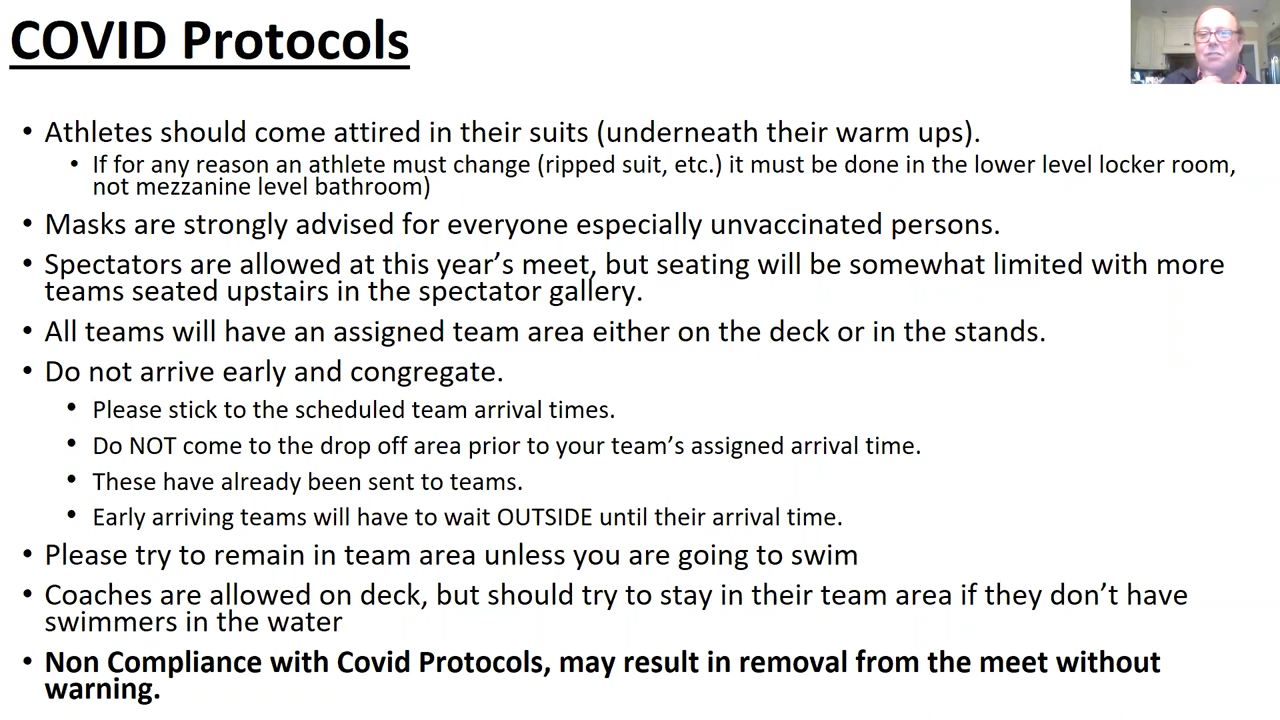 COVID Protocols
• Athletes should come attired in their suits (underneath their warm ups).
• If for any reason an athlete must change (ripped suit, etc.) it must be done in the lower level locker room,
not mezzanine level bathroom)
• Masks are strongly advised for everyone especially unvaccinated persons.
• Spectators are allowed at this year’s meet, but seating will be somewhat limited with more
teams seated upstairs in the spectator gallery.
• All teams will have an assigned team area either on the deck or in the stands.
• Do not arrive early and congregate.
• Please stick to the scheduled team arrival times.
• Do NOT come to the drop off area prior to your team’s assigned arrival time.
• These have already been sent to teams.
• Early arriving teams will have to wait OUTSIDE until their arrival time.
• Please try to remain in team area unless you are going to swim
• Coaches are allowed on deck, but should try to stay in their team area if they don’t have
swimmers in the water
• Non Compliance with Covid Protocols, may result in removal from the meet without
warning.